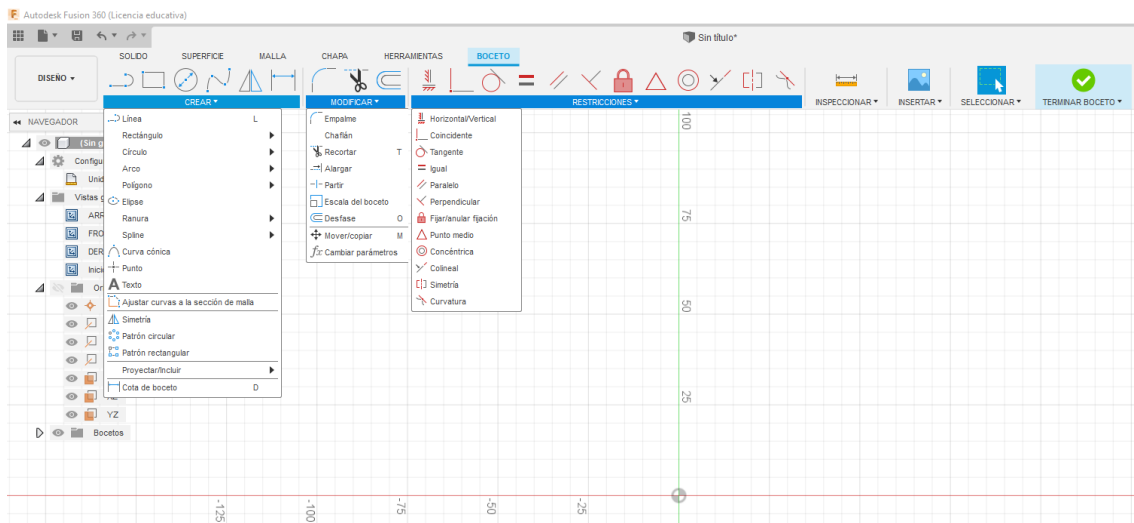 Autodesk Fusion 360 (Licencia educativa)
Sin título*
SOLIDO SUPERFICIE MALLA CHAPA HERRAMIENTAS BOCETO
DISEÑO
CREAR MODIFICAR RESTRICCIONES INSPECCIONAR INSERTAR SELECCIONAR TERMINAR BOCETO
NAVEGADOR
(Sin g
Configu
Unid
Vistas g
ARR
FRO
DER
Inici
Or
YZ
Bocetos
Línea L
Rectángulo
Círculo
Arco
Polígono
Elipse
Ranura
Spline
Curva cónica
Punto
A Texto
Ajustar curvas a la sección de malla
Simetría
Patrón circular
Patrón rectangular
Proyectar/Incluir
Cota de boceto D
Empalme
Chaflán
Recortar T
Alargar
Partir
Escala del boceto
Desfase O
Mover/copiar M
fx Cambiar parámetros
Horizontal/Vertical
Coincidente
Tangente
Igual
Paralelo
Perpendicular
Fijar/anular fijación
Punto medio
Concéntrica
Colineal
Simetría
Curvatura
100
75
50
25
-125
-100
-75
-50
-25